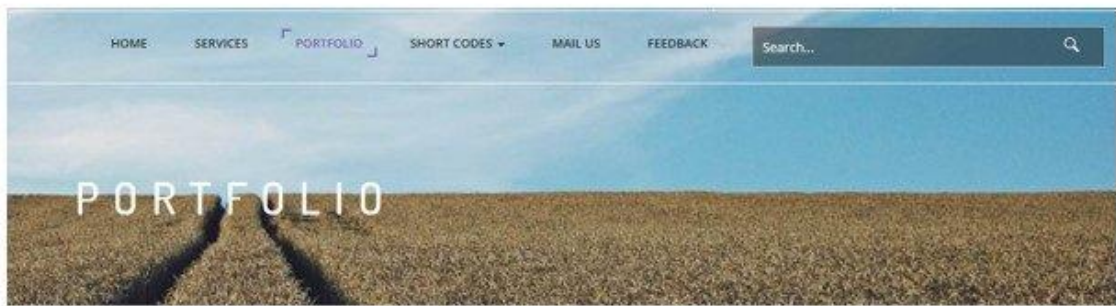 HOME SERVICES PORTFOLIO SHORT CODES MAIL US FEEDBACK Search...
PORTFOLIO